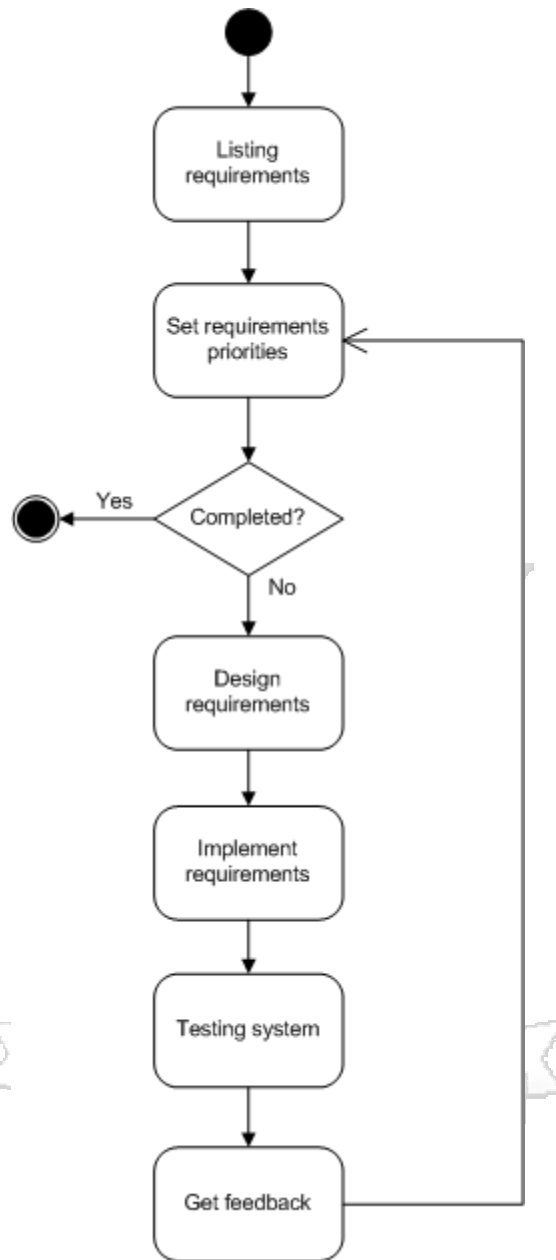 Listing
requirements
Set requirements
priorities
Yes
Completed?
No
Design
requirements
Implement
requirements
Testing system
Get feedback